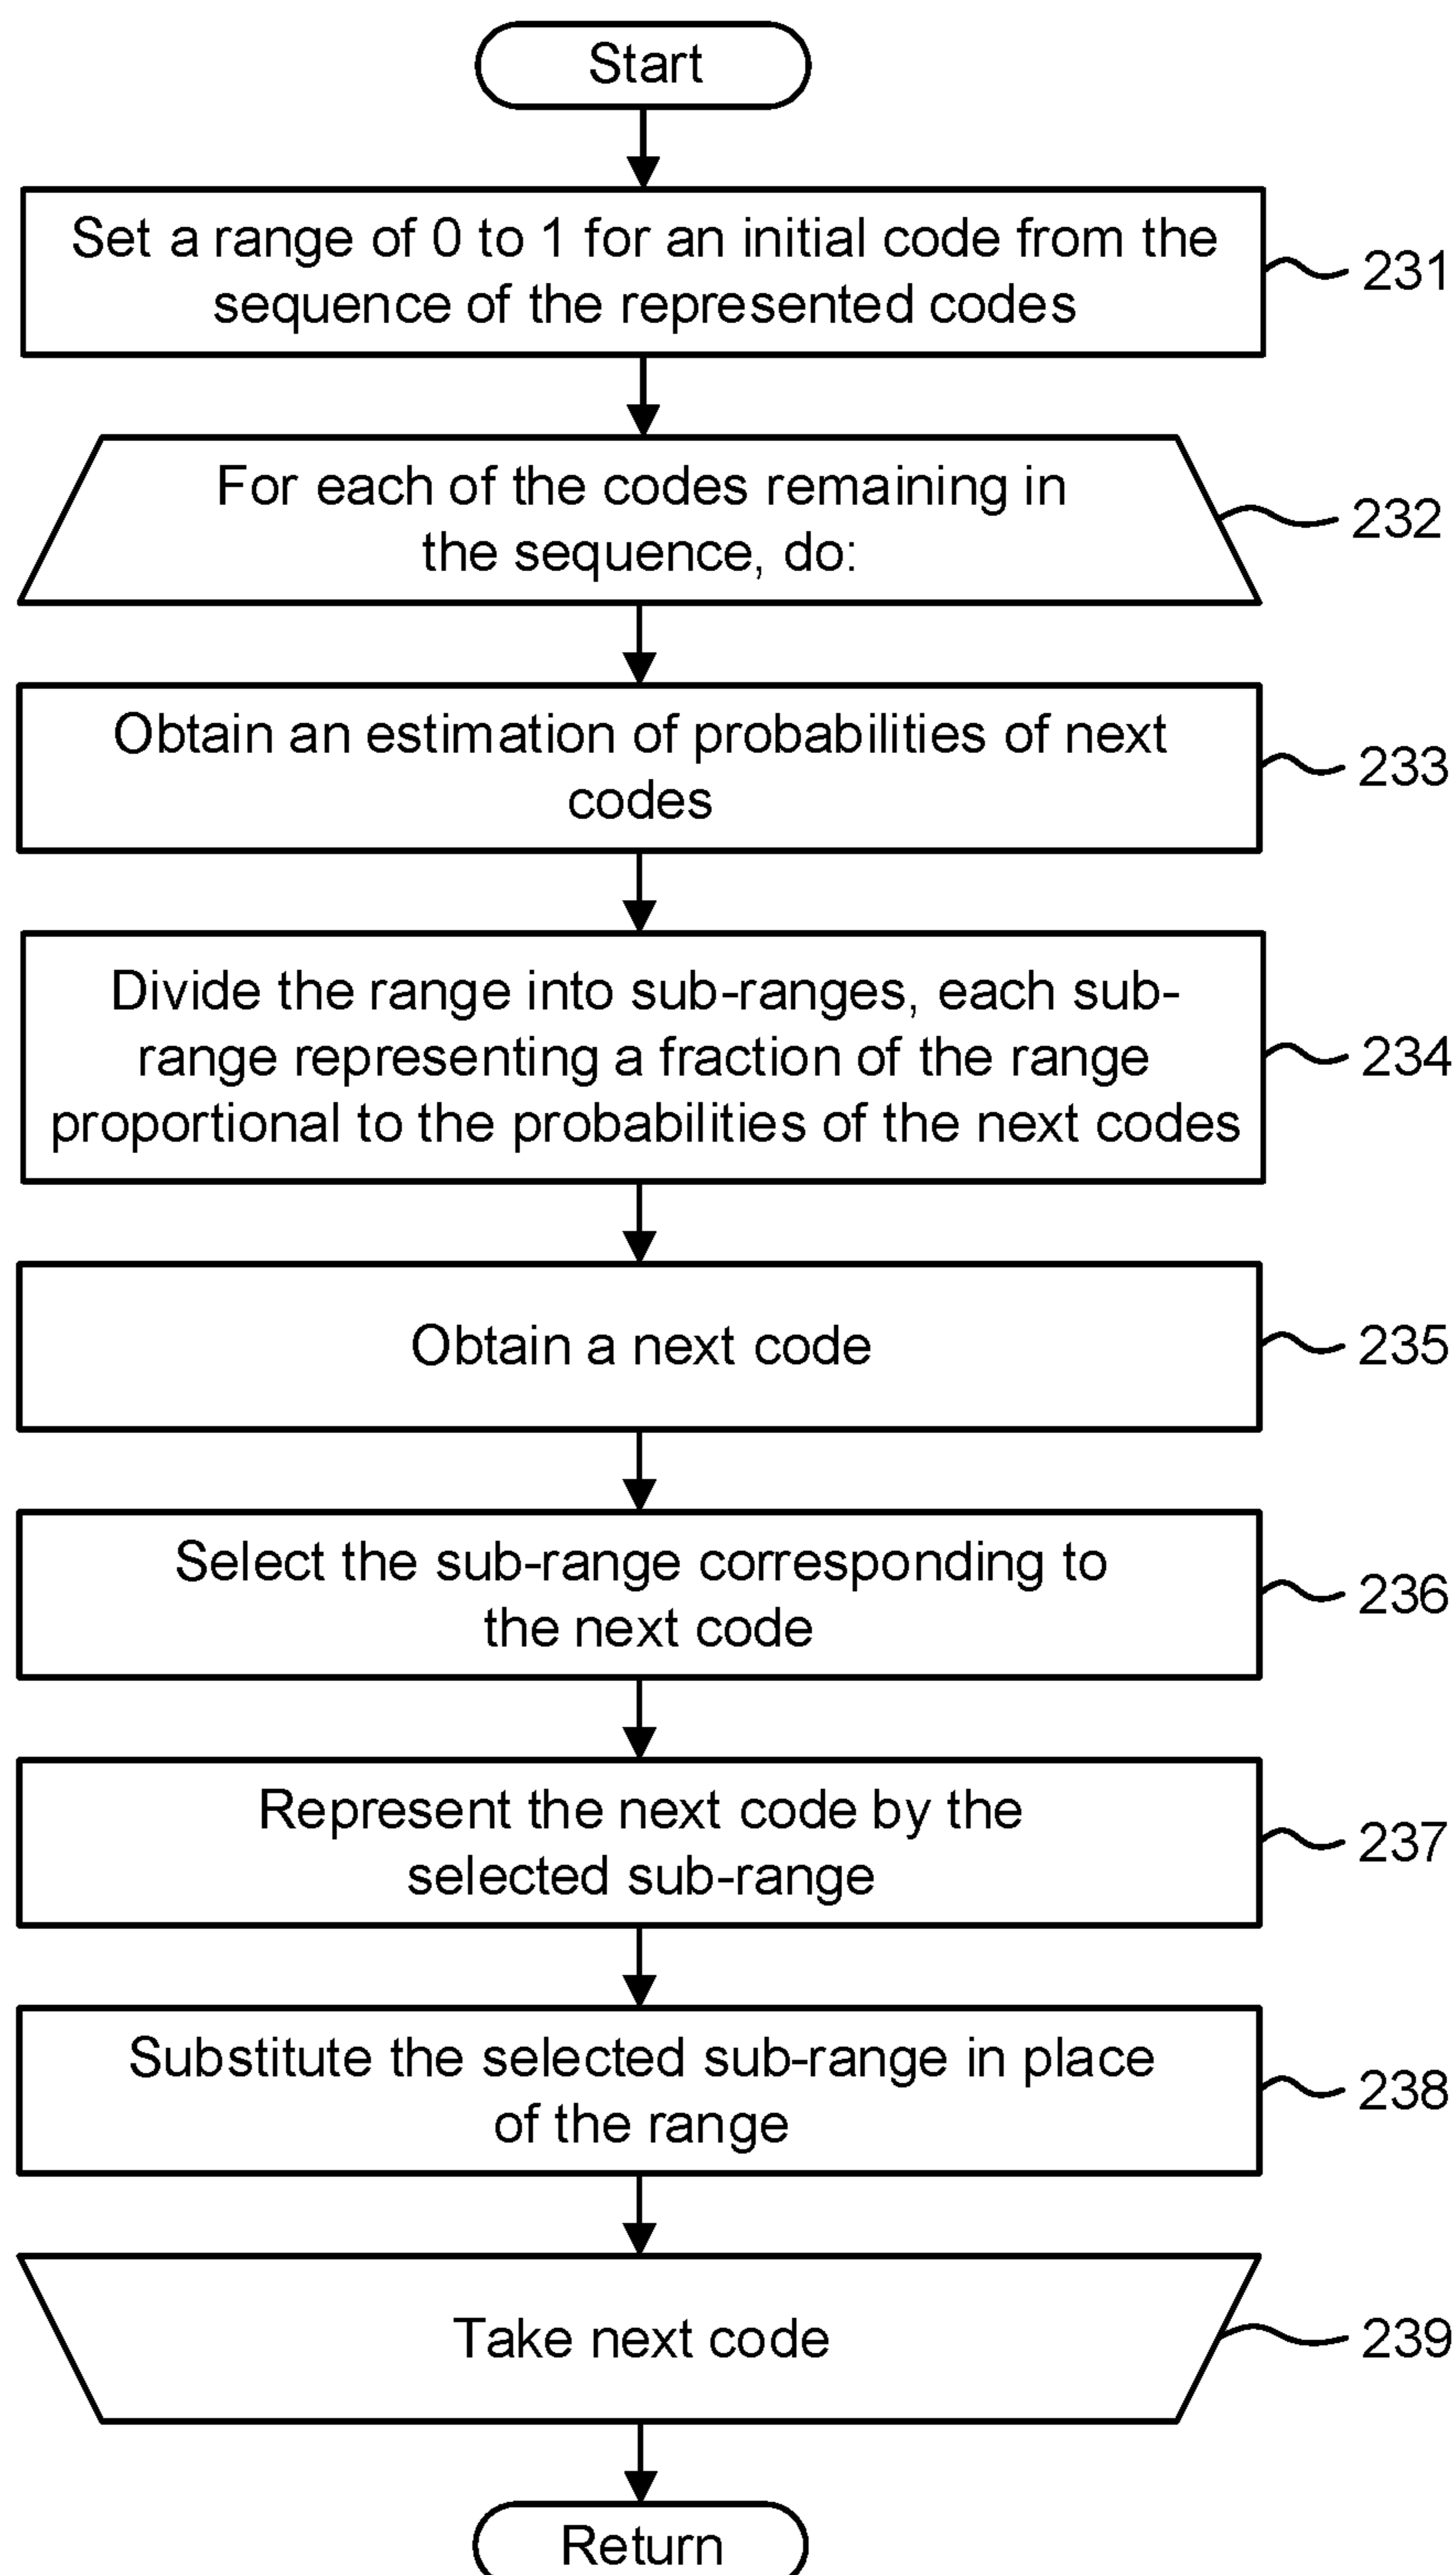 Start
Set a range of 0 to 1 for an initial code from the
sequence of the represented codes
231
For each of the codes remaining in
the sequence, do:
232
Obtain an estimation of probabilities of next
codes
233
Divide the range into sub-ranges, each sub-
range representing a fraction of the range
proportional to the probabilities of the next codes
234
Obtain a next code
235
Select the sub-range corresponding to
the next code
236
Represent the next code by the
selected sub-range
237
Substitute the selected sub-range in place
of the range
238
Take next code
239
Return